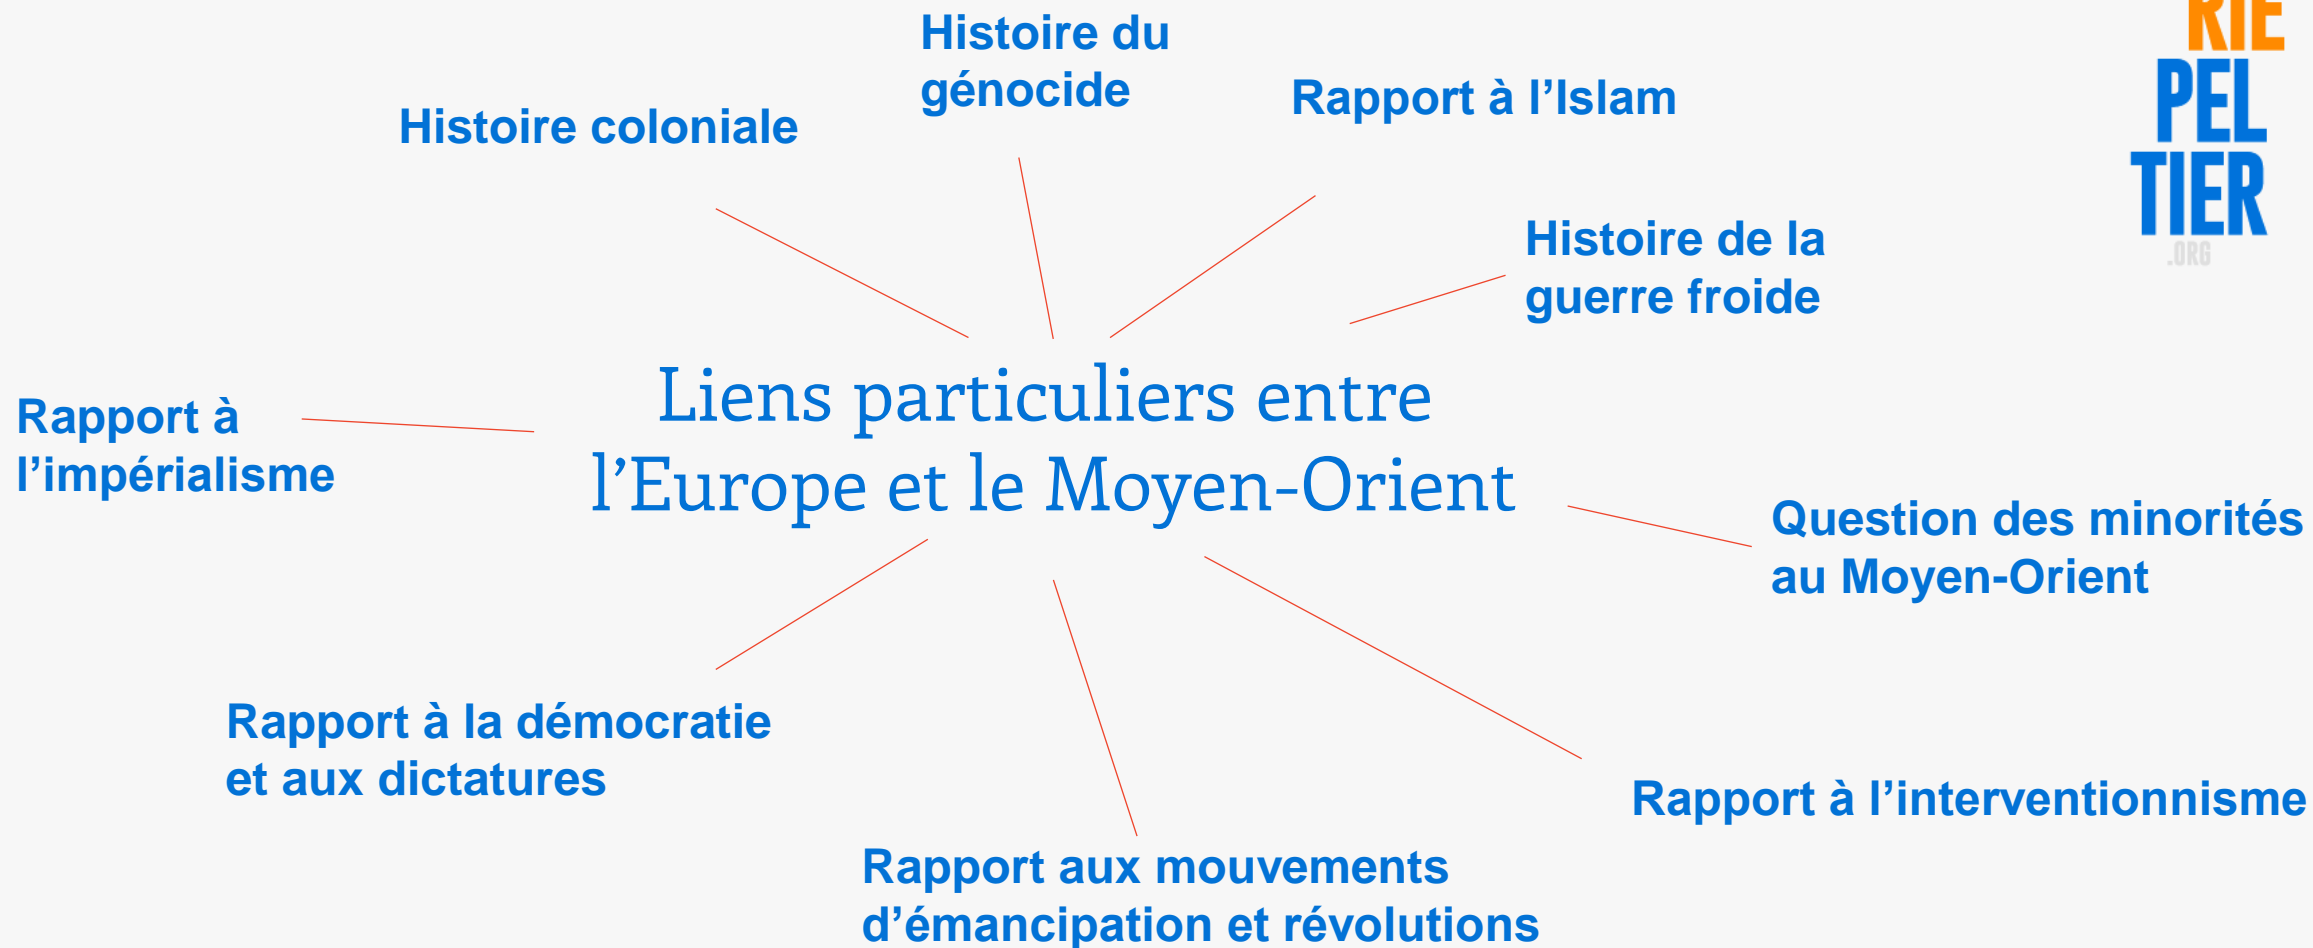 Histoire du
génocide
Rapport à l’Islam
Histoire coloniale
RIE
PEL
TIER
.ORG
Histoire de la
guerre froide
Liens particuliers entre
l’Europe et le Moyen-Orient
Rapport à
l’impérialisme
Question des minorités
au Moyen-Orient
Rapport à la démocratie
et aux dictatures
Rapport à l’interventionnisme
Rapport aux mouvements
d’émancipation et révolutions